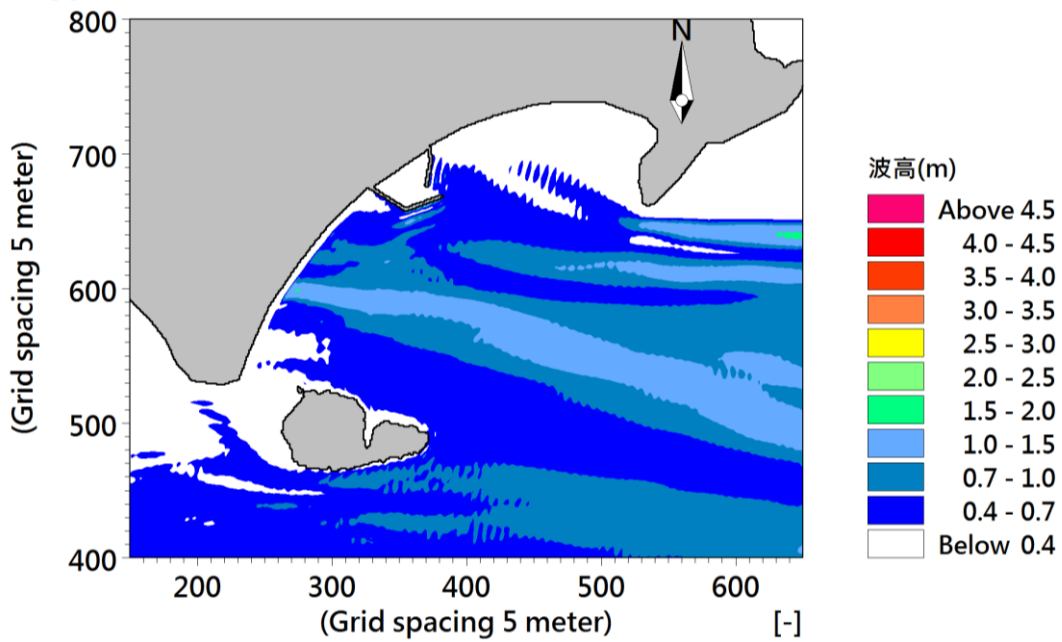 800
700
600
500
400
(Grid spacing 5 meter)
N
200
300
400
500
600
(Grid spacing 5 meter)
[-]
波高(m)
Above 4.5
4.0 - 4.5
3.5 - 4.0
3.0 - 3.5
2.5 - 3.0
2.0 - 2.5
1.5 - 2.0
1.0 - 1.5
0.7 - 1.0
0.4 - 0.7
Below 0.4